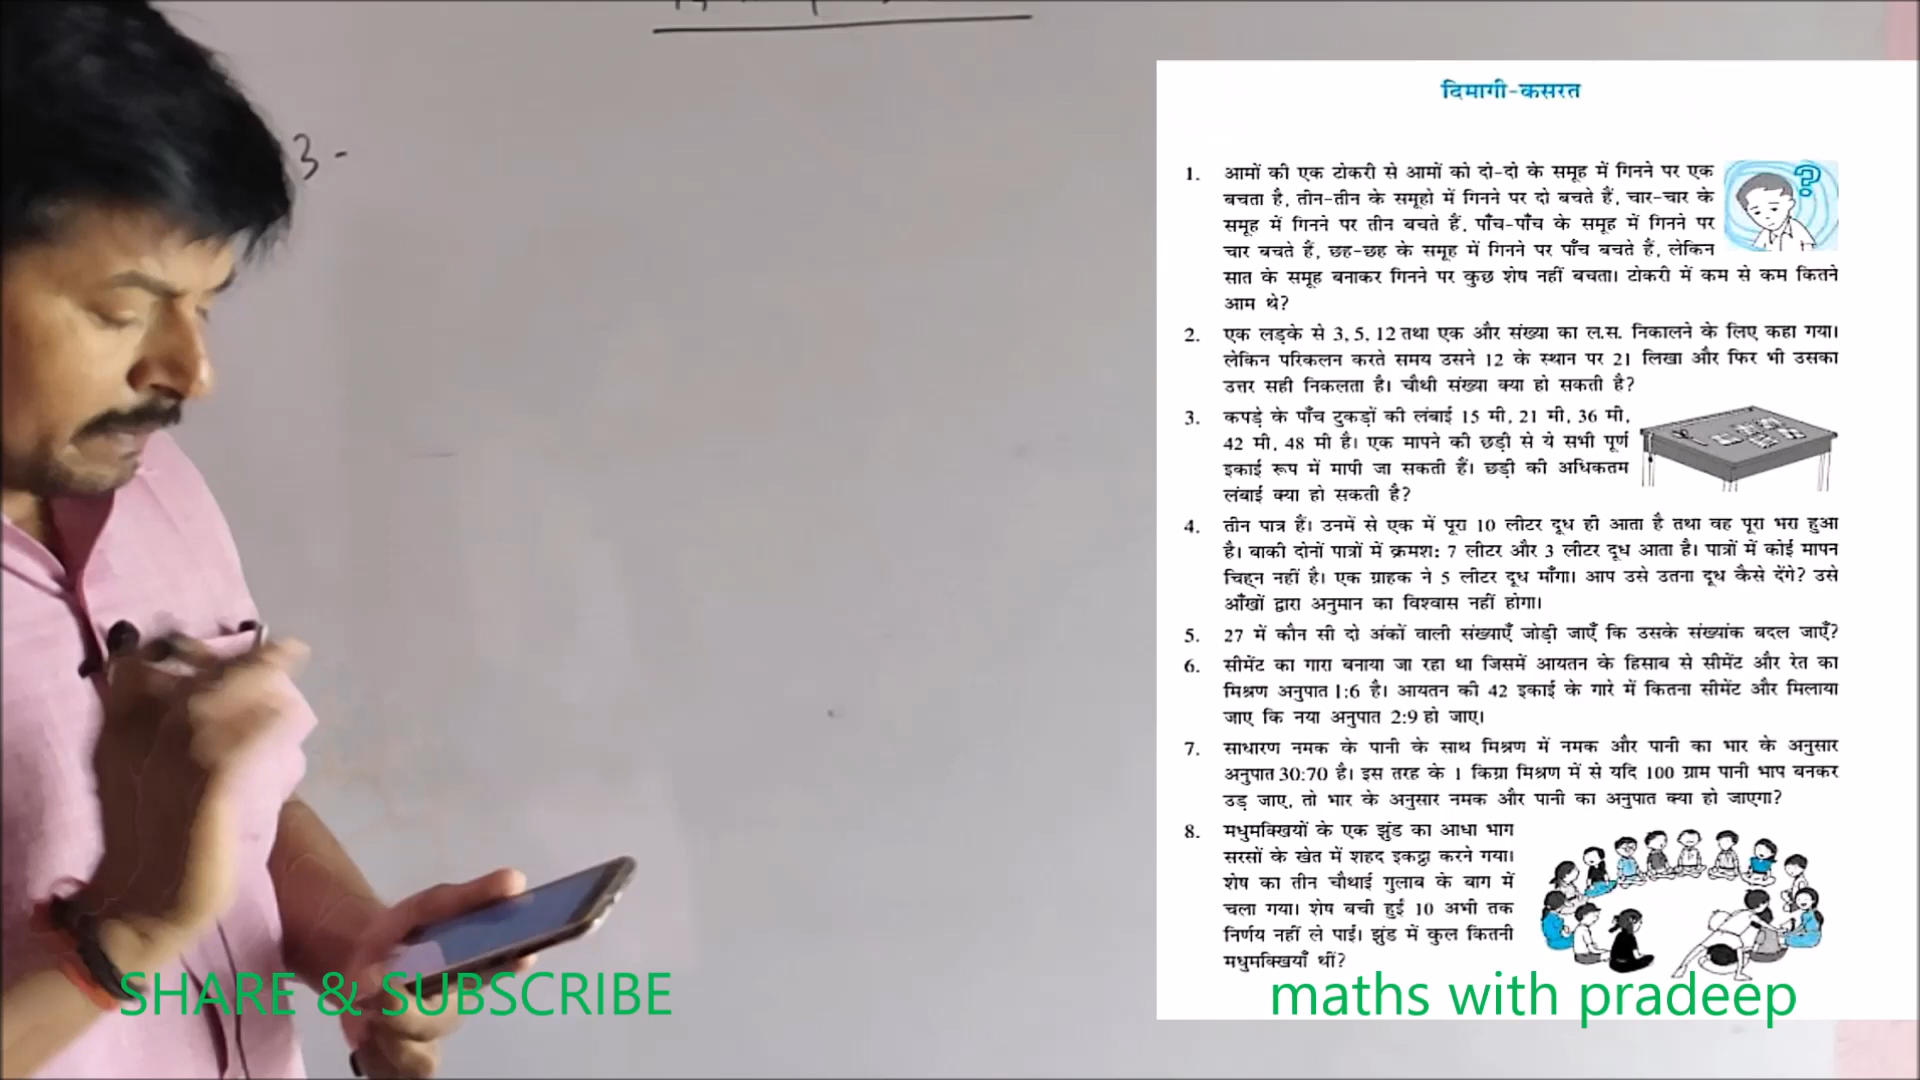 3 -
दिमागी-कसरत
1. आमों की एक टोकरी से आमों को दो-दो के समूह में गिनने पर एक
बचता है, तीन-तीन के समूहो में गिनने पर दो बचते हैं, चार-चार के
समूह में गिनने पर तीन बचते हैं, पाँच-पाँच के समूह में गिनने पर
चार बचते हैं, छह-छह के समूह में गिनने पर पाँच बचते हैं, लेकिन
सात के समूह बनाकर गिनने पर कुछ शेष नहीं बचता। टोकरी में कम से कम कितने
आम थे?
2. एक लड़के से 3, 5, 12 तथा एक और संख्या का ल.स. निकालने के लिए कहा गया।
लेकिन परिकलन करते समय उसने 12 के स्थान पर 21 लिखा और फिर भी उसका
उत्तर सही निकलता है। चौथी संख्या क्या हो सकती है?
3. कपड़े के पाँच टुकड़ों की लंबाई 15 मी, 21 मी, 36 मी,
42 मी, 48 मी है। एक मापने की छड़ी से ये सभी पूर्ण
इकाई रूप में मापी जा सकती हैं। छड़ी की अधिकतम
लंबाई क्या हो सकती है?
4. तीन पात्र हैं। उनमें से एक में पूरा 10 लीटर दूध ही आता है तथा वह पूरा भरा हुआ
है। बाकी दोनों पात्रों में क्रमश: 7 लीटर और 3 लीटर दूध आता है। पात्रों में कोई मापन
चिह्न नहीं है। एक ग्राहक ने 5 लीटर दूध माँगा। आप उसे उतना दूध कैसे देंगे? उसे
आँखों द्वारा अनुमान का विश्वास नहीं होगा।
5. 27 में कौन सी दो अंकों वाली संख्याएँ जोड़ी जाएँ कि उसके संख्यांक बदल जाएँ?
6. सीमेंट का गारा बनाया जा रहा था जिसमें आयतन के हिसाब से सीमेंट और रेत का
मिश्रण अनुपात 1:6 है। आयतन की 42 इकाई के गारे में कितना सीमेंट और मिलाया
जाए कि नया अनुपात 2:9 हो जाए।
7. साधारण नमक के पानी के साथ मिश्रण में नमक और पानी का भार के अनुसार
अनुपात 30:70 है। इस तरह के 1 किग्रा मिश्रण में से यदि 100 ग्राम पानी भाप बनकर
उड़ जाए, तो भार के अनुसार नमक और पानी का अनुपात क्या हो जाएगा?
8. मधुमक्खियों के एक झुंड का आधा भाग
सरसों के खेत में शहद इकट्ठा करने गया।
शेष का तीन चौथाई गुलाब के बाग में
चला गया। शेष बची हुई 10 अभी तक
निर्णय नहीं ले पाई। झुंड में कुल कितनी
मधुमक्खियाँ थीं?
SHARE & SUBSCRIBE
maths with pradeep